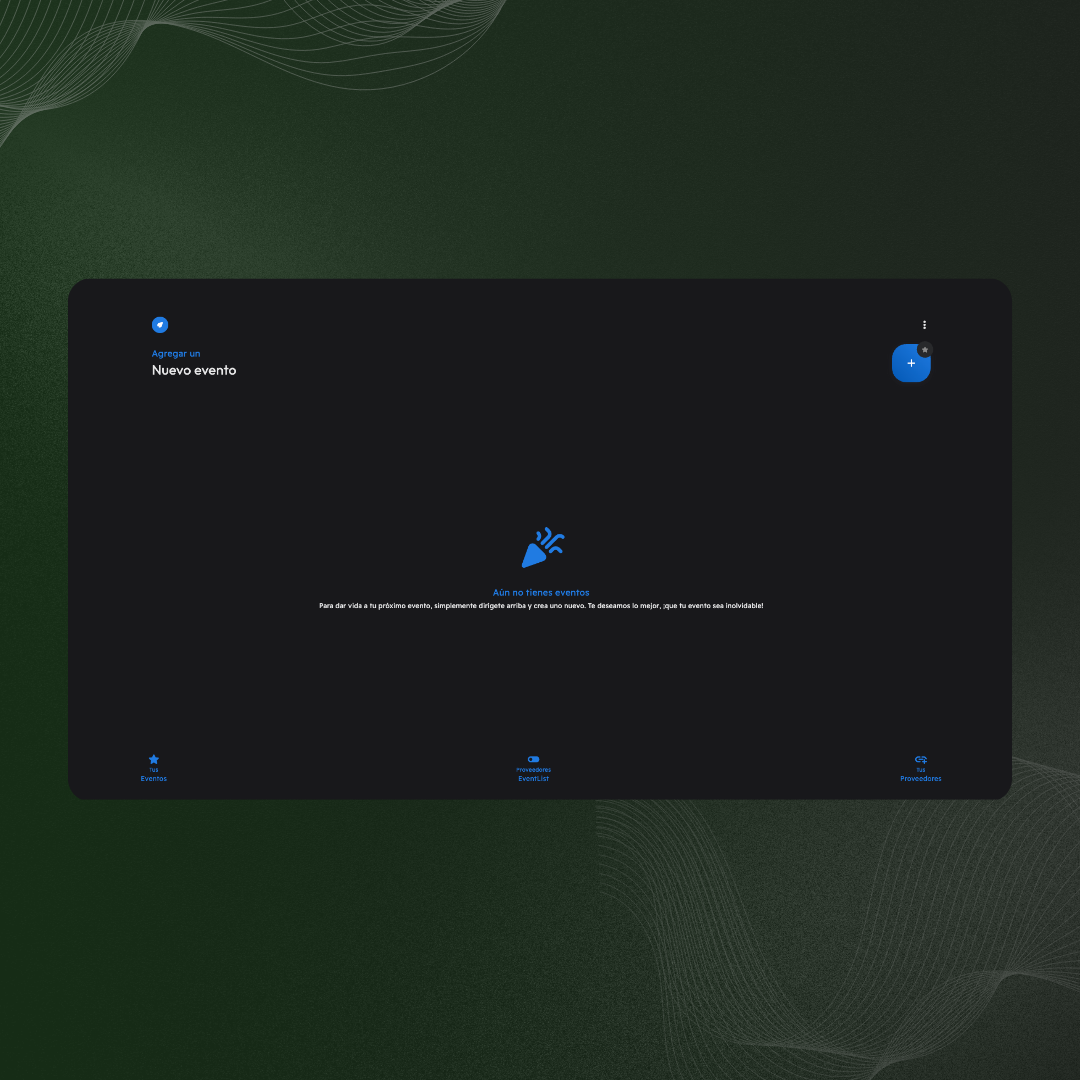 Agregar un
Nuevo evento
Aún no tienes eventos
Para dar vida a tu próximo evento, simplemente dirígete arriba y crea uno nuevo. Te deseamos lo mejor, ¡que tu evento sea inolvidable!
Tus
Eventos
Proveedores
EventList
Tus
Proveedores